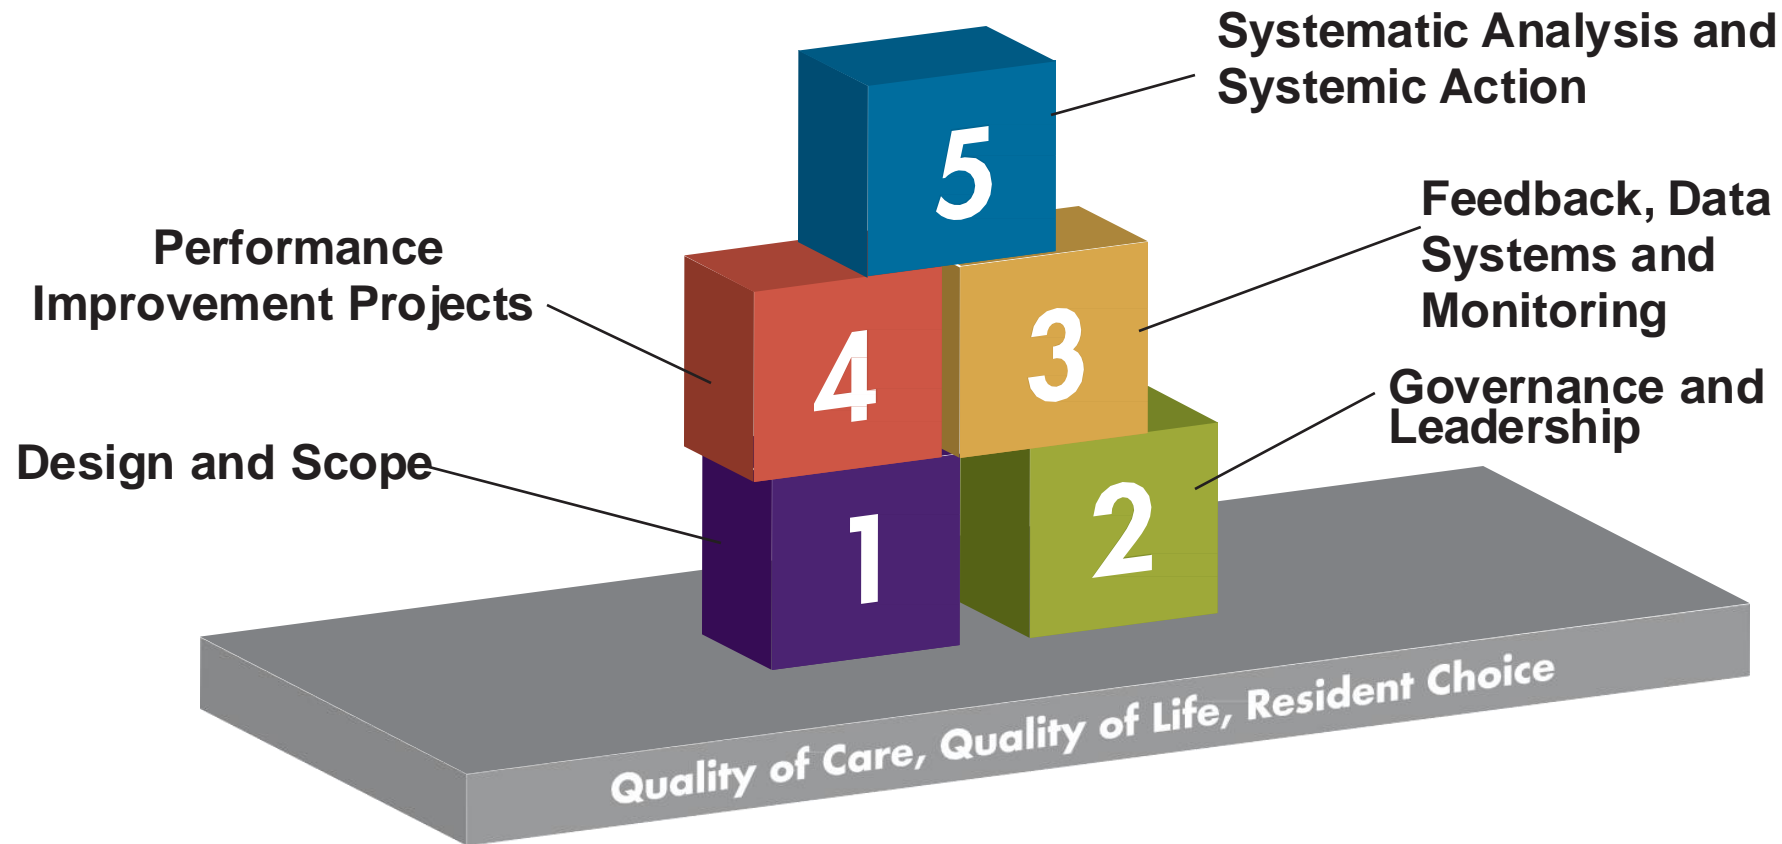 Systematic Analysis and
Systemic Action
5
Feedback, Data
Systems and
Monitoring
Performance
Improvement Projects
4
3
Governance and
Leadership
Design and Scope
1
2
Quality of Care, Quality of Life, Resident Choice